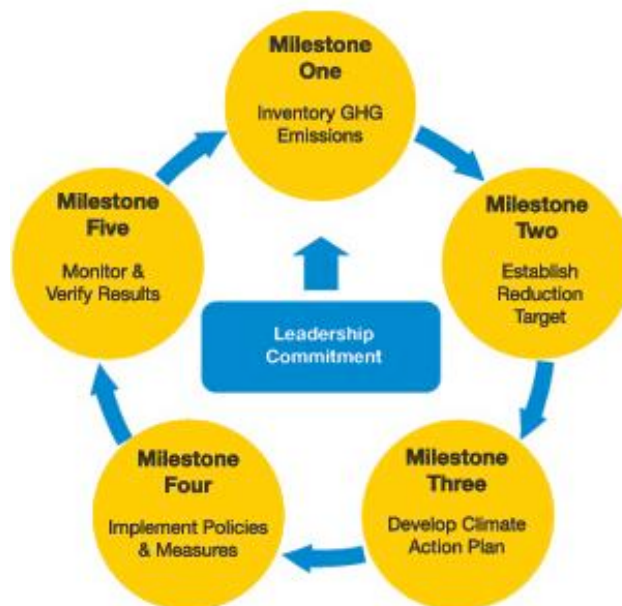 Milestone
One
Inventory GHG
Emissions
Milestone
Two
Establish
Reduction
Target
Milestone
Three
Develop Climate
Action Plan
Milestone
Four
Implement Policies
& Measures
Milestone
Five
Monitor &
Verify Results
Leadership
Commitment